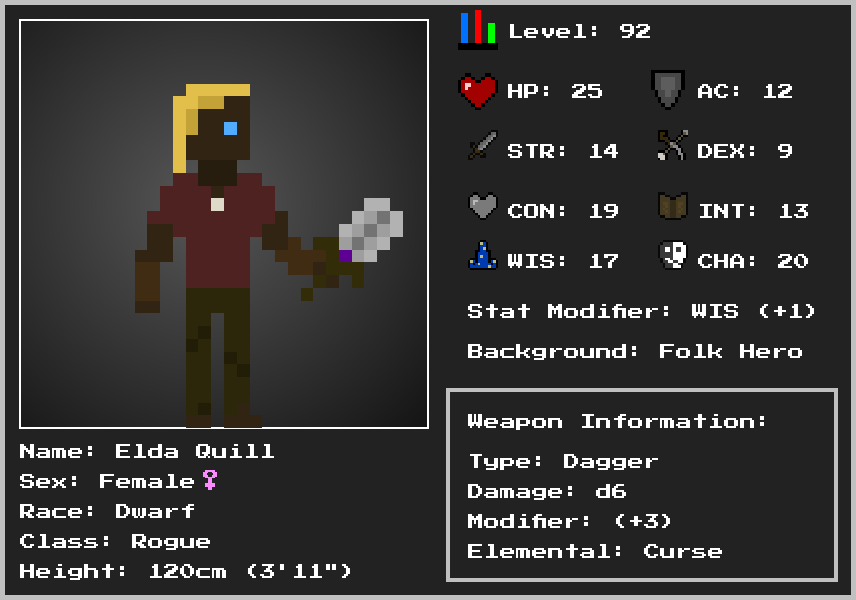 Level: 92
HP: 25
AC: 12
STR: 14
DEX: 9
CON: 19
INT: 13
WIS: 17
CHA: 20
Stat Modifier: WIS (+1)
Background: Folk Hero
Weapon Information:
Type: Dagger
Damage: d6
Modifier: (+3)
Elemental: Curse
Name: Elda Quill
Sex: Female♀
Race: Dwarf
Class: Rogue
Height: 120cm (3'11")